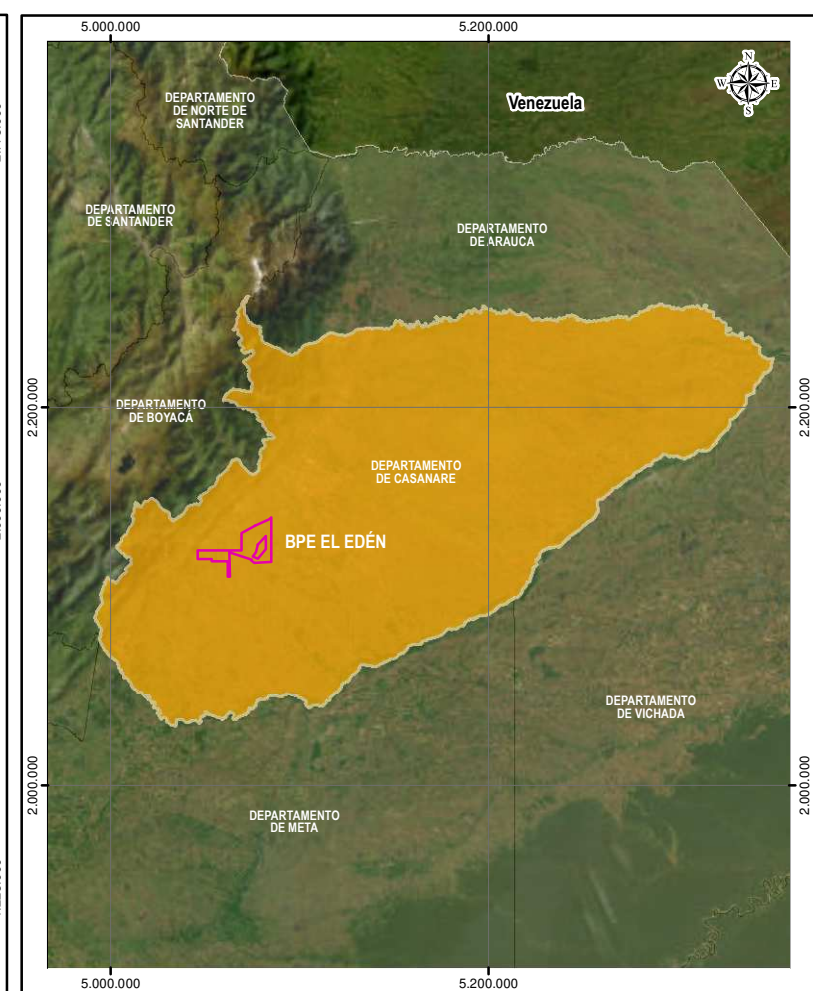 5.000.000
5.200.000
N
W
E
S
Venezuela
DEPARTAMENTO
DE NORTE DE
SANTANDER
DEPARTAMENTO
DE SANTANDER
DEPARTAMENTO
DE ARAUCA
2.200.000
2.200.000
DEPARTAMENTO
DE BOYACÁ
DEPARTAMENTO
DE CASANARE
BPE EL EDÉN
DEPARTAMENTO
DE VICHADA
2.000.000
2.000.000
DEPARTAMENTO
DE META
5.000.000
5.200.000